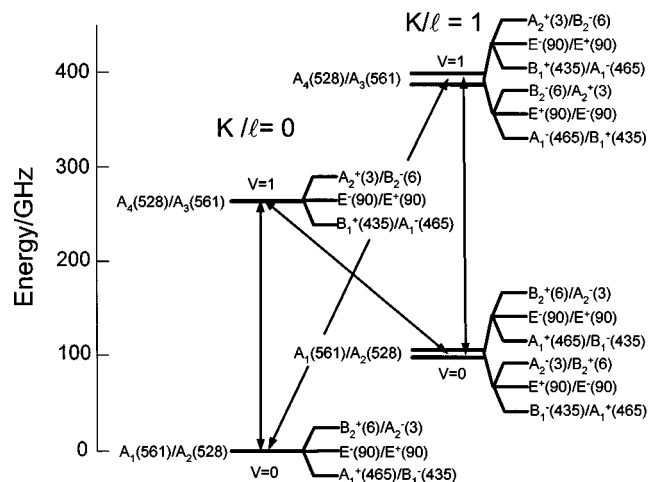 K/ℓ = 1
A₂⁺(3)/B₂⁻(6)
E⁻(90)/E⁺(90)
B₁⁺(435)/A₁⁻(465)
V=1
A₄(528)/A₃(561)
B₂⁻(6)/A₂⁺(3)
E⁺(90)/E⁻(90)
A₁⁻(465)/B₁⁺(435)
K /ℓ= 0
V=1
A₄(528)/A₃(561)
A₂⁺(3)/B₂⁻(6)
E⁻(90)/E⁺(90)
B₁⁺(435)/A₁⁻(465)
B₂⁺(6)/A₂⁻(3)
E⁻(90)/E⁺(90)
A₁⁺(465)/B₁⁻(435)
A₁(561)/A₂(528)
V=0
A₂⁻(3)/B₂⁺(6)
E⁺(90)/E⁻(90)
B₁⁻(435)/A₁⁺(465)
A₁(561)/A₂(528)
V=0
B₂⁺(6)/A₂⁻(3)
E⁻(90)/E⁺(90)
A₁⁺(465)/B₁⁻(435)
Energy/GHz
400
300
200
100
0